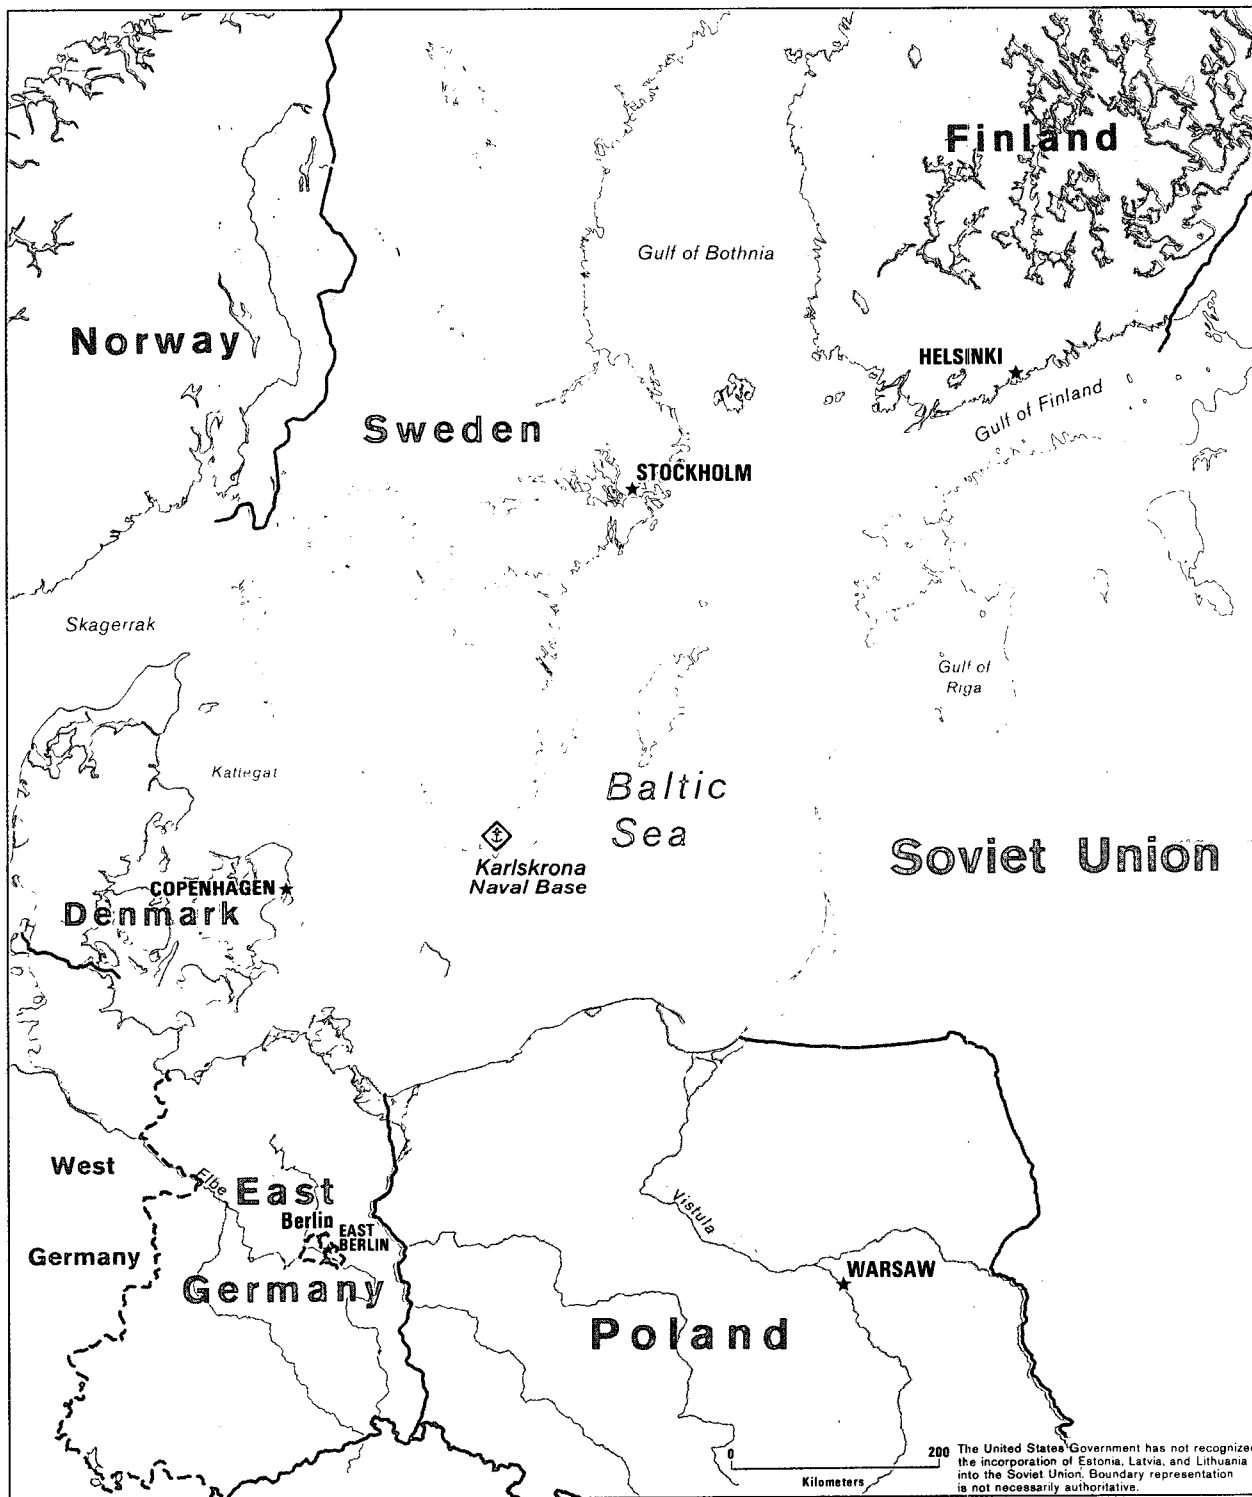 Finland
Gulf of Bothnia
Norway
HELSINKI
Gulf of Finland
Sweden
STOCKHOLM
Skagerrak
Gulf of
Riga
Kattegat
Baltic
Sea
Soviet Union
Karlskrona
Naval Base
COPENHAGEN
Denmark
West
Germany
Elbe
East
Germany
Berlin
EAST
BERLIN
Vistula
WARSAW
Poland
0 200
Kilometers
The United States Government has not recognized
the incorporation of Estonia, Latvia, and Lithuania
into the Soviet Union. Boundary representation
is not necessarily authoritative.